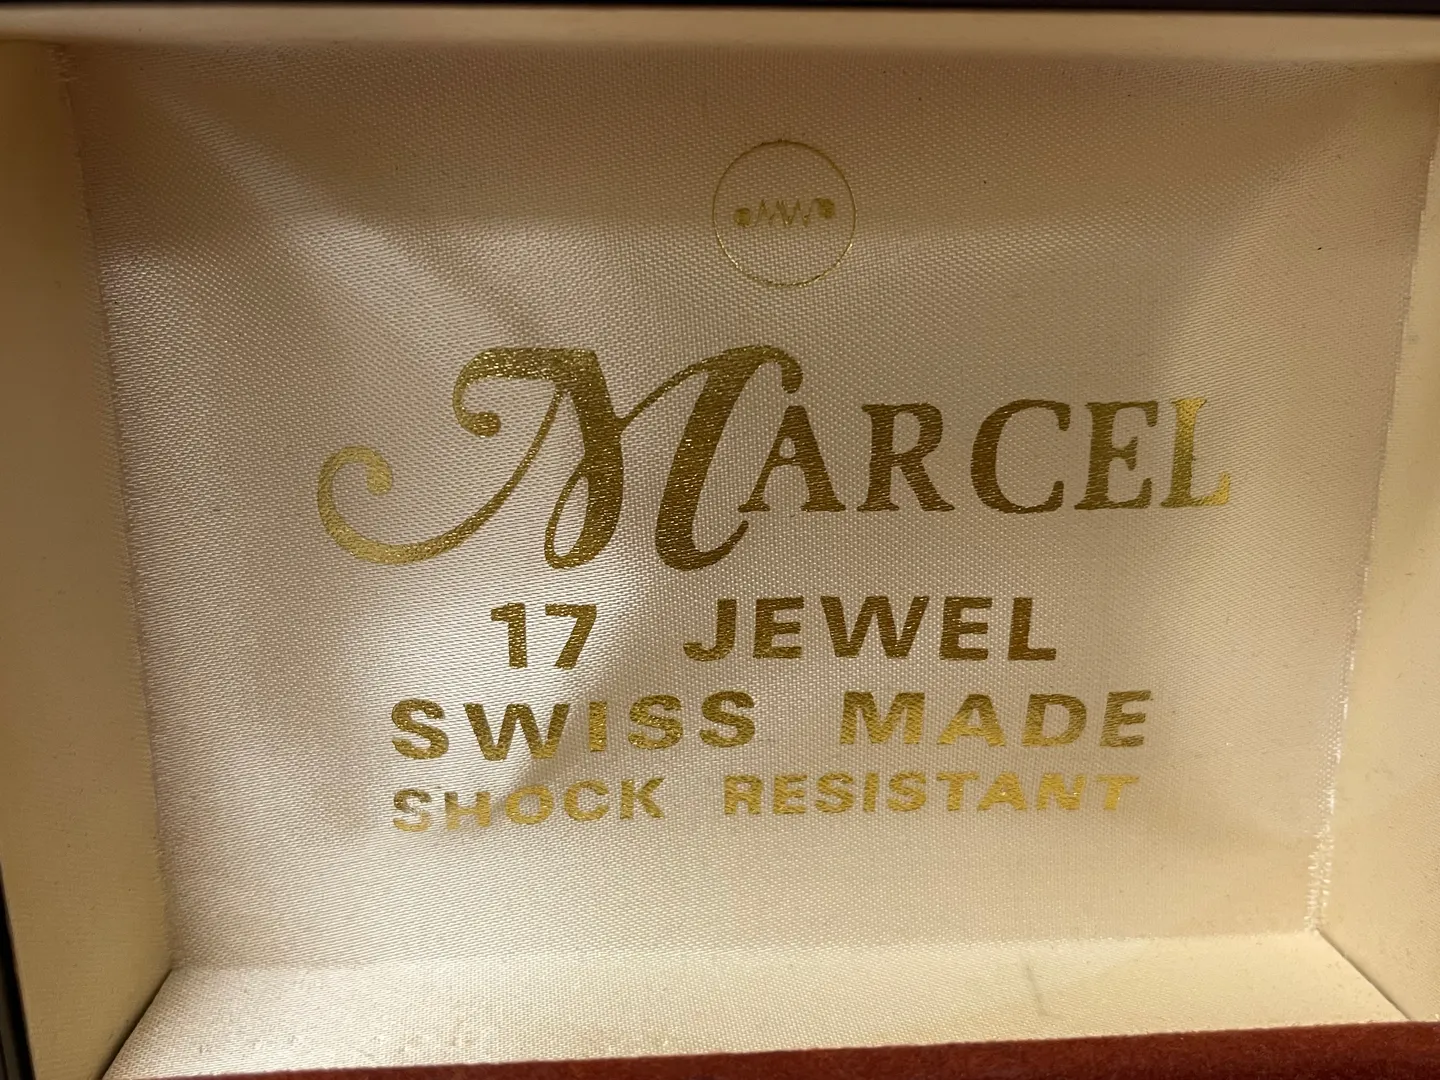 MARCEL
17 JEWEL
SWISS MADE
SHOCK RESISTANT